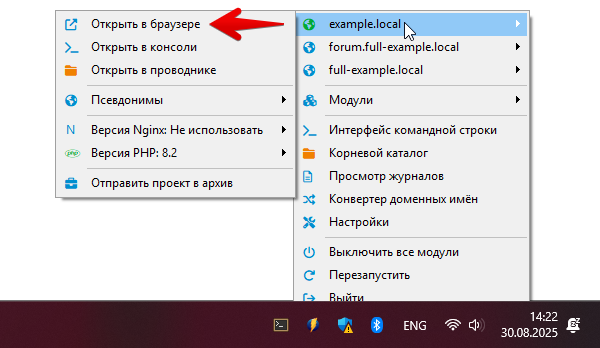 Открыть в браузере
Открыть в консоли
Открыть в проводнике
Псевдонимы
N Версия Nginx: Не использовать
php Версия PHP: 8.2
Отправить проект в архив
example.local
forum.full-example.local
full-example.local
Модули
Интерфейс командной строки
Корневой каталог
Просмотр журналов
Конвертер доменных имён
Настройки
Выключить все модули
Перезапустить
Выйти
ENG
14:22
30.08.2025